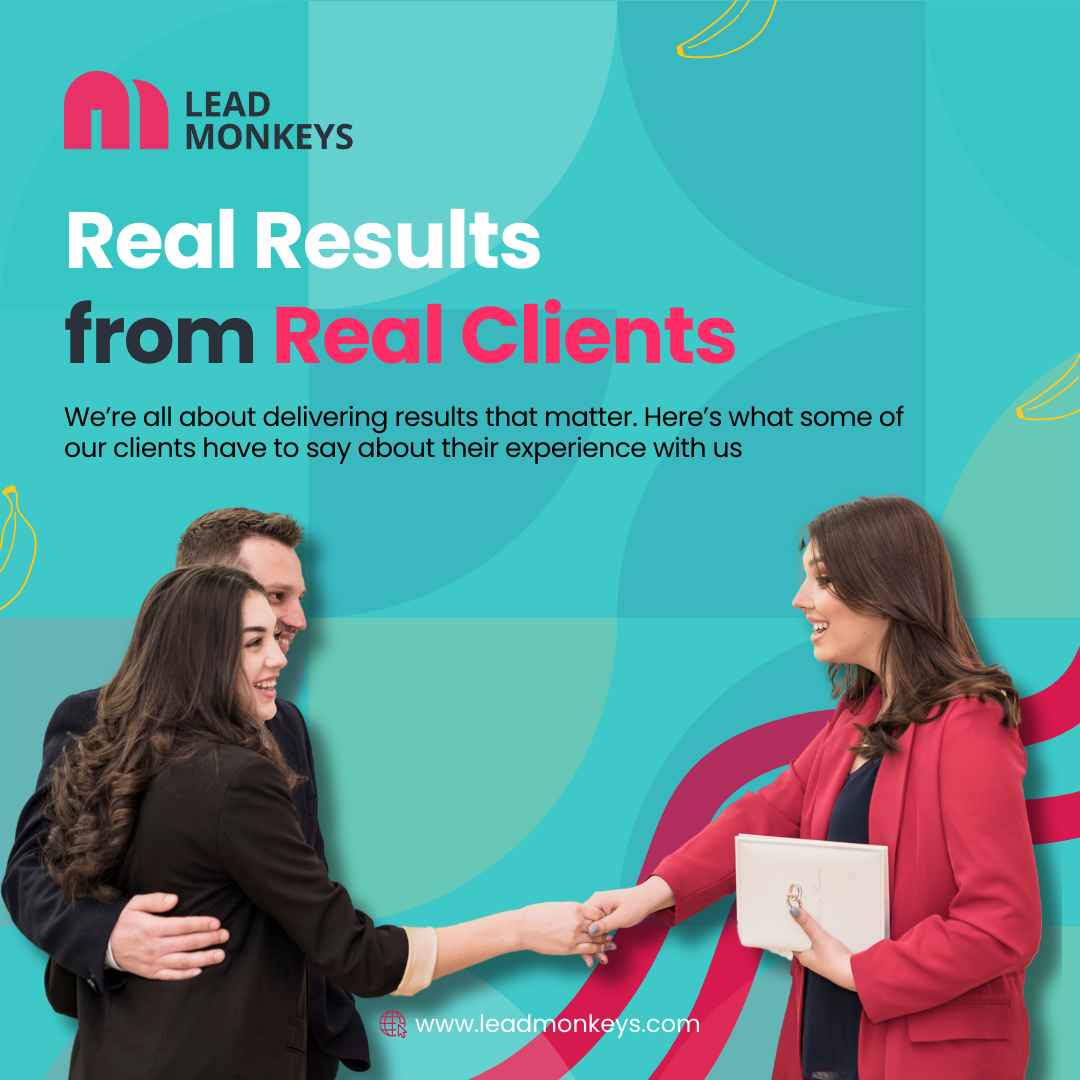 LEAD
MONKEYS
Real Results
from Real Clients
We’re all about delivering results that matter. Here’s what some of
our clients have to say about their experience with us
www.leadmonkeys.com